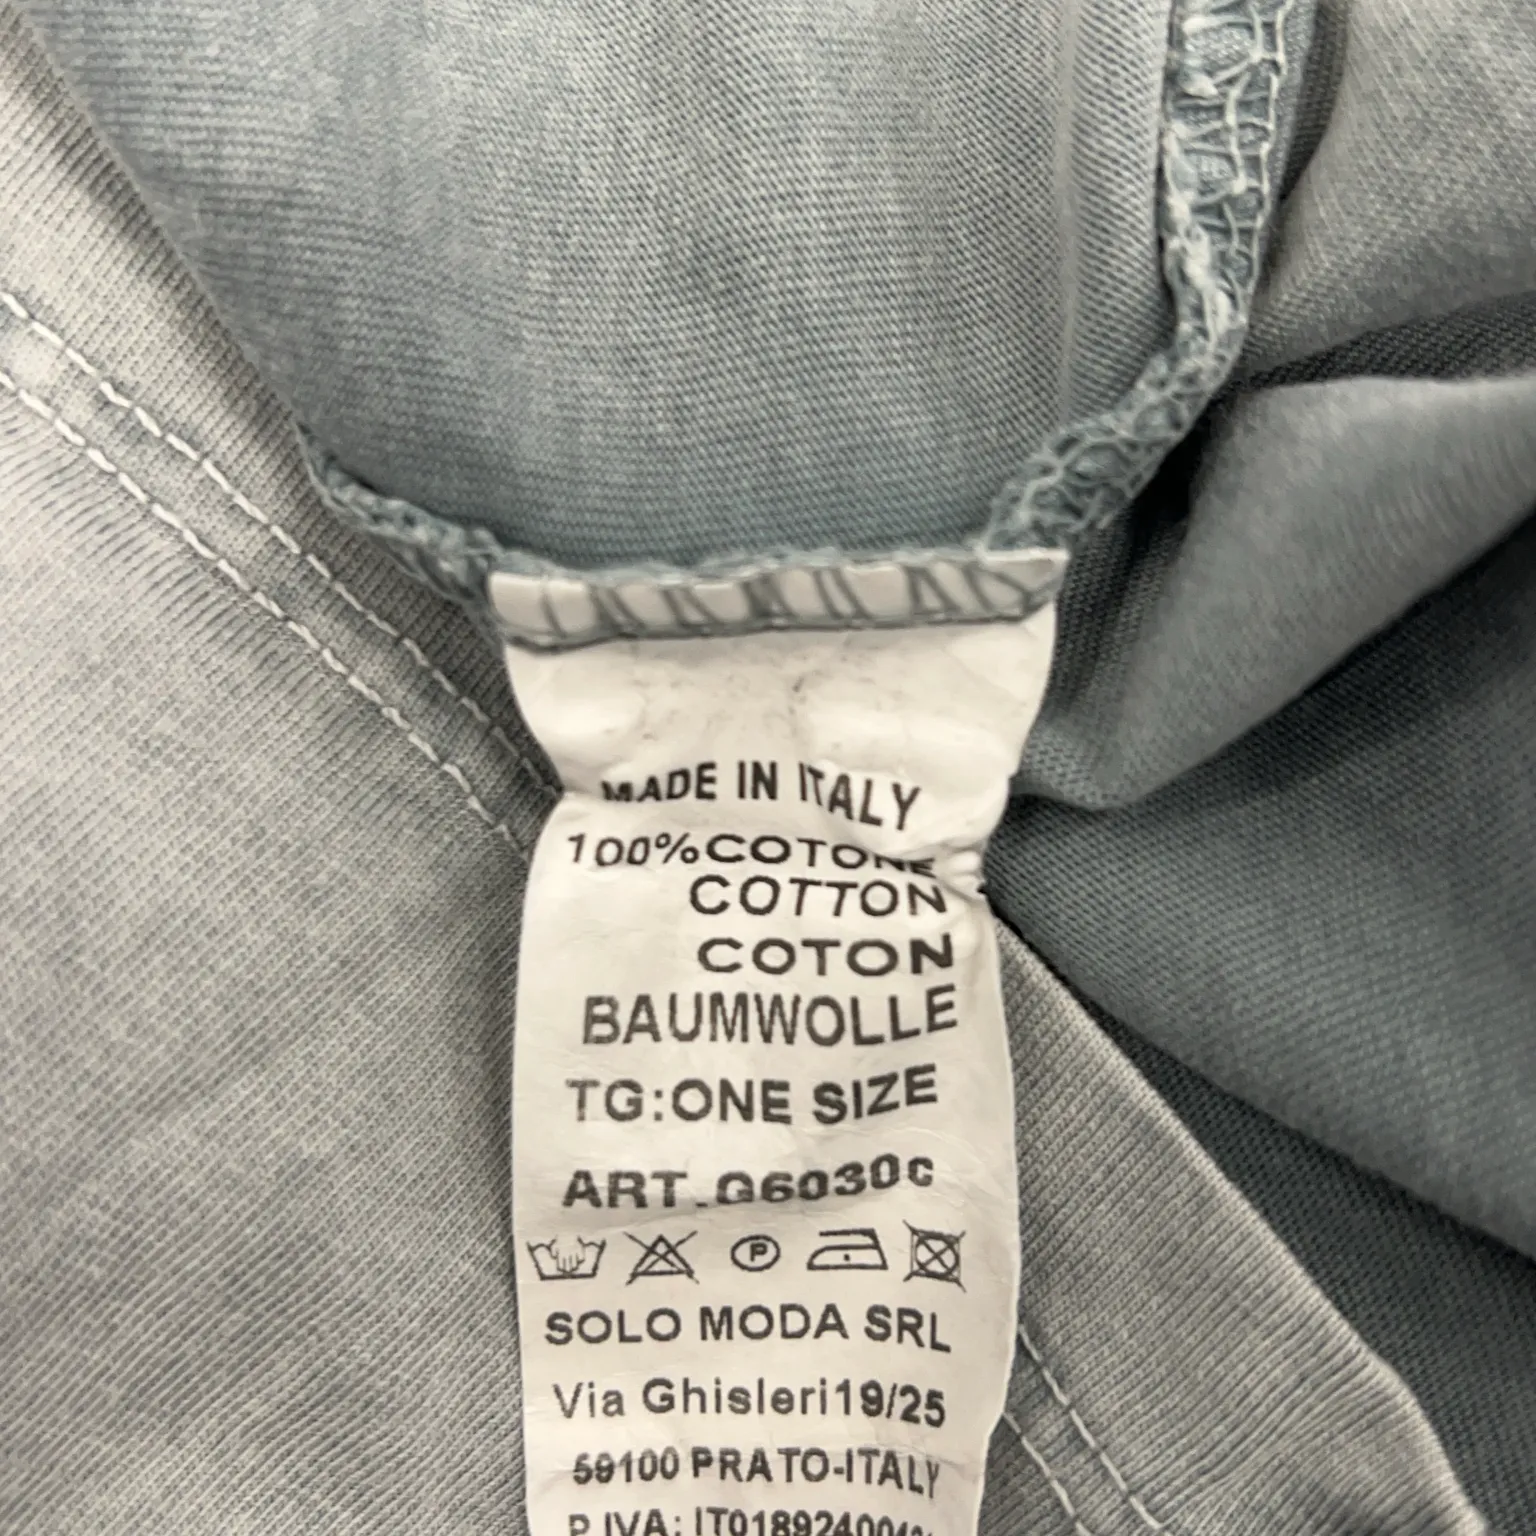 MADE IN ITALY
100%COTONE
COTTON
COTON
BAUMWOLLE
TG:ONE SIZE
ART.G6030c
P
SOLO MODA SRL
Via Ghisleri19/25
59100 PRATO-ITALY
P.IVA: